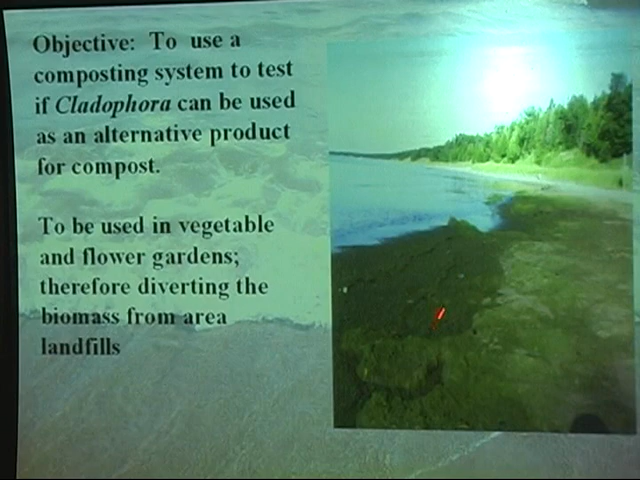 Objective: To use a
composting system to test
if Cladophora can be used
as an alternative product
for compost.
To be used in vegetable
and flower gardens;
therefore diverting the
biomass from area
landfills